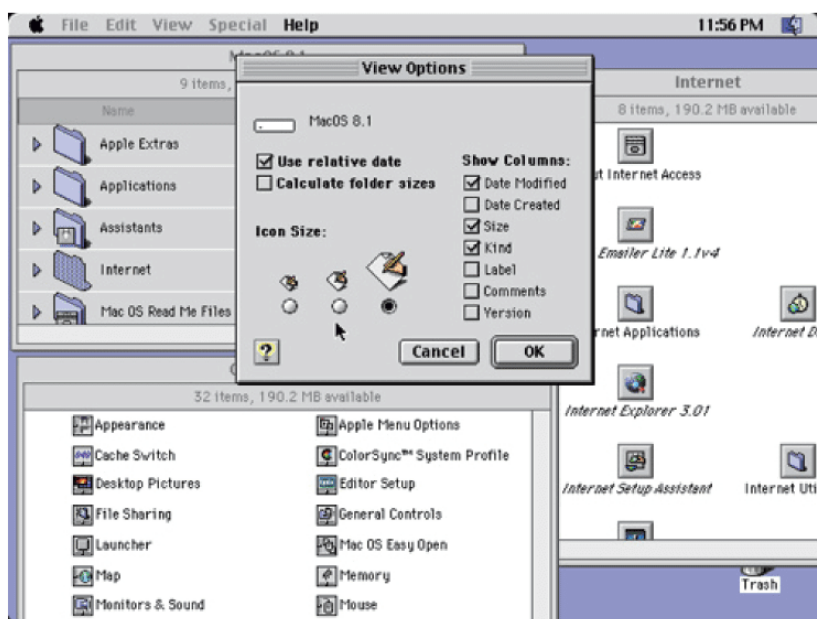 File Edit View Special Help 11:56 PM
9 items,
Name
Apple Extras
Applications
Assistants
Internet
Mac OS Read Me Files
View Options
MacOS 8.1
Use relative date
Calculate folder sizes
Icon Size:
Show Columns:
Date Modified
Date Created
Size
Kind
Label
Comments
Version
?
Cancel
OK
Internet
8 items, 190.2 MB available
Internet Access
Emailer Lite 1.1v4
Applications
Internet Explorer 3.01
Internet Setup Assistant
Internet
32 items, 190.2 MB available
Appearance
Apple Menu Options
Cache Switch
ColorSync™ System Profile
Desktop Pictures
Editor Setup
File Sharing
General Controls
Launcher
Mac OS Easy Open
Map
Memory
Monitors & Sound
Mouse
Trash